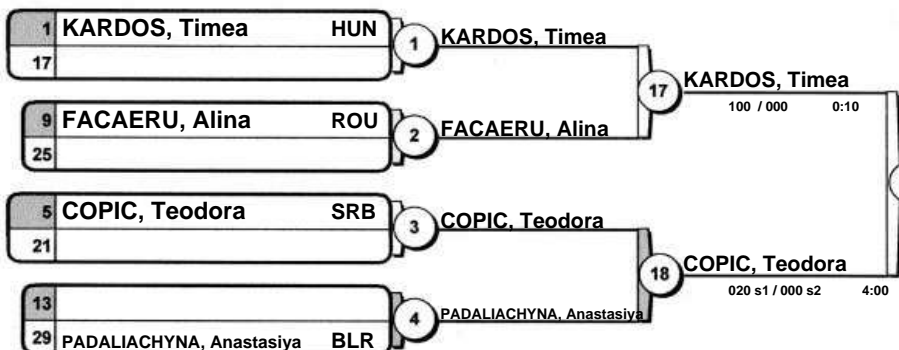 1 KARDOS, Timea HUN
17
1 KARDOS, Timea
9 FACAERU, Alina ROU
25
2 FACAERU, Alina
17 KARDOS, Timea
100 / 000 0:10
5 COPIC, Teodora SRB
21
3 COPIC, Teodora
13
29 PADALIACHYNA, Anastasiya BLR
4 PADALIACHYNA, Anastasiya
18 COPIC, Teodora
020 s1 / 000 s2 4:00